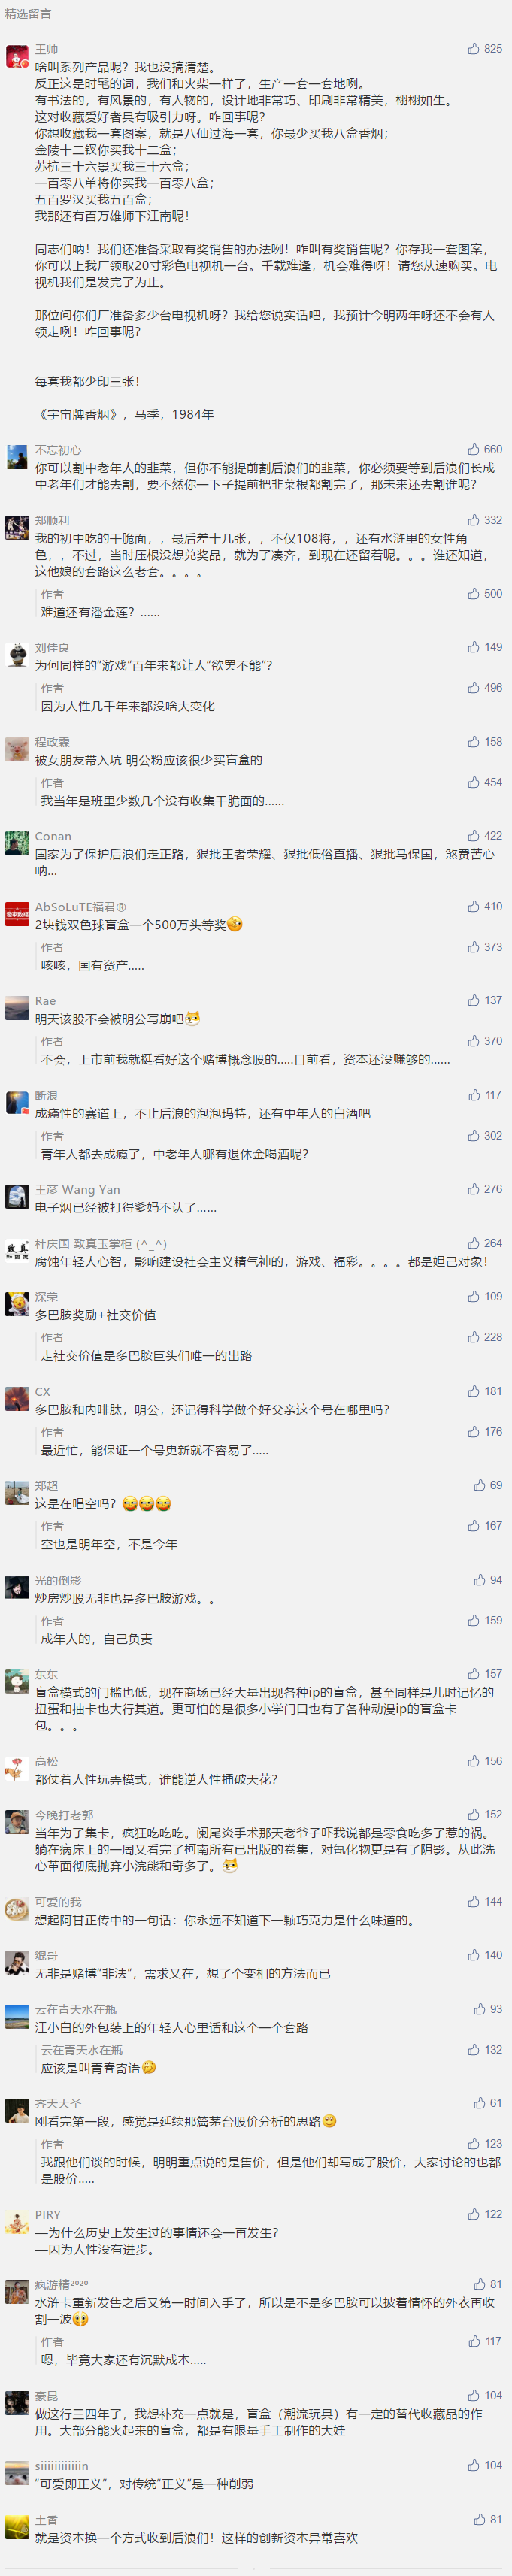 精选留言
王帅
825
啥叫系列产品呢？我也没搞清楚。
反正这是时髦的词，我们和火柴一样了，生产一套一套地咧。
有书法的，有风景的，有人物的，设计地非常巧、印刷非常精美，栩栩如生。
这对收藏爱好者具有吸引力呀。咋回事呢？
你想收藏我一套图案，就是八仙过海一套，你最少买我八盒香烟；
金陵十二钗你买我十二盒；
苏杭三十六景买我三十六盒；
一百零八单将你买我一百零八盒；
五百罗汉买我五百盒；
我那还有百万雄师下江南呢！
同志们呐！我们还准备采取有奖销售的办法咧！咋叫有奖销售呢？你存我一套图案，
你可以上我厂领取20寸彩色电视机一台。千载难逢，机会难得呀！请您从速购买。电
视机我们是发完了为止。
那位问你们厂准备多少台电视机呀？我给您说实话吧，我预计今明两年呀还不会有人
领走咧！咋回事呢？
每套我都少印三张！
《宇宙牌香烟》，马季，1984年
不忘初心
660
你可以割中老年人的韭菜，但你不能提前割后浪们的韭菜，你必须要等到后浪们长成
中老年们才能去割，要不然你一下子提前把韭菜根都割完了，那未来还去割谁呢？
郑顺利
332
我的初中吃的干脆面，，最后差十几张，，不仅108将，，还有水浒里的女性角
色，，不过，当时压根没想兑奖品，就为了凑齐，到现在还留着呢。。。谁还知道，
这他娘的套路这么老套。。。。
作者
500
难道还有潘金莲？......
刘佳良
149
为何同样的“游戏”百年来都让人“欲罢不能”？
作者
496
因为人性几千年来都没啥大变化
程政霖
158
被女朋友带入坑 明公粉应该很少买盲盒的
作者
454
我当年是班里少数几个没有收集干脆面的......
Conan
422
国家为了保护后浪们走正路，狠批王者荣耀、狠批低俗直播、狠批马保国，煞费苦心
呐...
AbSoLuTE福君®
410
2块钱双色球盲盒一个500万头等奖
作者
373
咳咳，国有资产.....
Rae
137
明天该股不会被明公写崩吧
作者
370
不会，上市前我就挺看好这个赌博概念股的.....目前看，资本还没赚够的......
断浪
117
成瘾性的赛道上，不止后浪的泡泡玛特，还有中年人的白酒吧
作者
302
青年人都去成瘾了，中老年人哪有退休金喝酒呢？
王彦 Wang Yan
276
电子烟已经被打得爹妈不认了......
杜庆国 致真玉掌柜 (^_^)
264
腐蚀年轻人心智，影响建设社会主义精气神的，游戏、福彩。。。。都是妲己对象！
深荣
109
多巴胺奖励+社交价值
作者
228
走社交价值是多巴胺巨头们唯一的出路
CX
181
多巴胺和内啡肽，明公，还记得科学做个好父亲这个号在哪里吗？
作者
176
最近忙，能保证一个号更新就不容易了.....
郑超
69
这是在唱空吗？
作者
167
空也是明年空，不是今年
光的倒影
94
炒房炒股无非也是多巴胺游戏。。
作者
159
成年人的，自己负责
东东
157
盲盒模式的门槛也低，现在商场已经大量出现各种ip的盲盒，甚至同样是儿时记忆的
扭蛋和抽卡也大行其道。更可怕的是很多小学门口也有了各种动漫ip的盲盒卡
包。。。
高松
156
都仗着人性玩弄模式，谁能逆人性捅破天花？
今晚打老郭
152
当年为了集卡，疯狂吃吃吃。阑尾炎手术那天老爷子吓我说都是零食吃多了惹的祸。
躺在病床上的一周又看完了柯南所有已出版的卷集，对氰化物更是有了阴影。从此洗
心革面彻底抛弃小浣熊和奇多了。
可爱的我
144
想起阿甘正传中的一句话：你永远不知道下一颗巧克力是什么味道的。
貔哥
140
无非是赌博“非法”，需求又在，想了个变相的方法而已
云在青天水在瓶
93
江小白的外包装上的年轻人心里话和这个一个套路
云在青天水在瓶
132
应该是叫青春寄语
齐天大圣
61
刚看完第一段，感觉是延续那篇茅台股价分析的思路
作者
123
我跟他们谈的时候，明明重点说的是售价，但是他们却写成了股价，大家讨论的也都
是股价.....
PIRY
122
—为什么历史上发生过的事情还会一再发生？
—因为人性没有进步。
疯游精²⁰²⁰
81
水浒卡重新发售之后又第一时间入手了，所以是不是多巴胺可以披着情怀的外衣再收
割一波
作者
117
嗯，毕竟大家还有沉默成本.....
豪昆
104
做这行三四年了，我想补充一点就是，盲盒（潮流玩具）有一定的替代收藏品的作
用。大部分能火起来的盲盒，都是有限量手工制作的大娃
siiiiiiiiiiiin
104
“可爱即正义”，对传统“正义”是一种削弱
土香
81
就是资本换一个方式收到后浪们！这样的创新资本异常喜欢